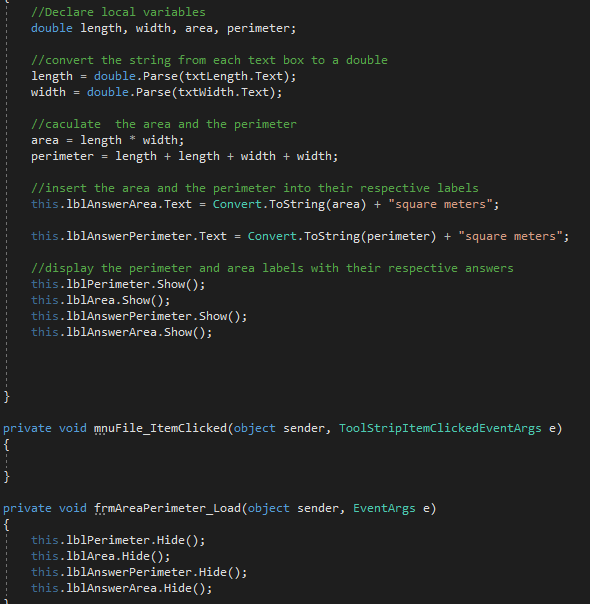 {
//Declare local variables
double length, width, area, perimeter;
//convert the string from each text box to a double
length = double.Parse(txtLength.Text);
width = double.Parse(txtWidth.Text);
//caculate  the area and the perimeter
area = length * width;
perimeter = length + length + width + width;
//insert the area and the perimeter into their respective labels
this.lblAnswerArea.Text = Convert.ToString(area) + "square meters";
this.lblAnswerPerimeter.Text = Convert.ToString(perimeter) + "square meters";
//display the perimeter and area labels with their respective answers
this.lblPerimeter.Show();
this.lblArea.Show();
this.lblAnswerPerimeter.Show();
this.lblAnswerArea.Show();
}
private void mnuFile_ItemClicked(object sender, ToolStripItemClickedEventArgs e)
{
}
private void frmAreaPerimeter_Load(object sender, EventArgs e)
{
this.lblPerimeter.Hide();
this.lblArea.Hide();
this.lblAnswerPerimeter.Hide();
this.lblAnswerArea.Hide();
}